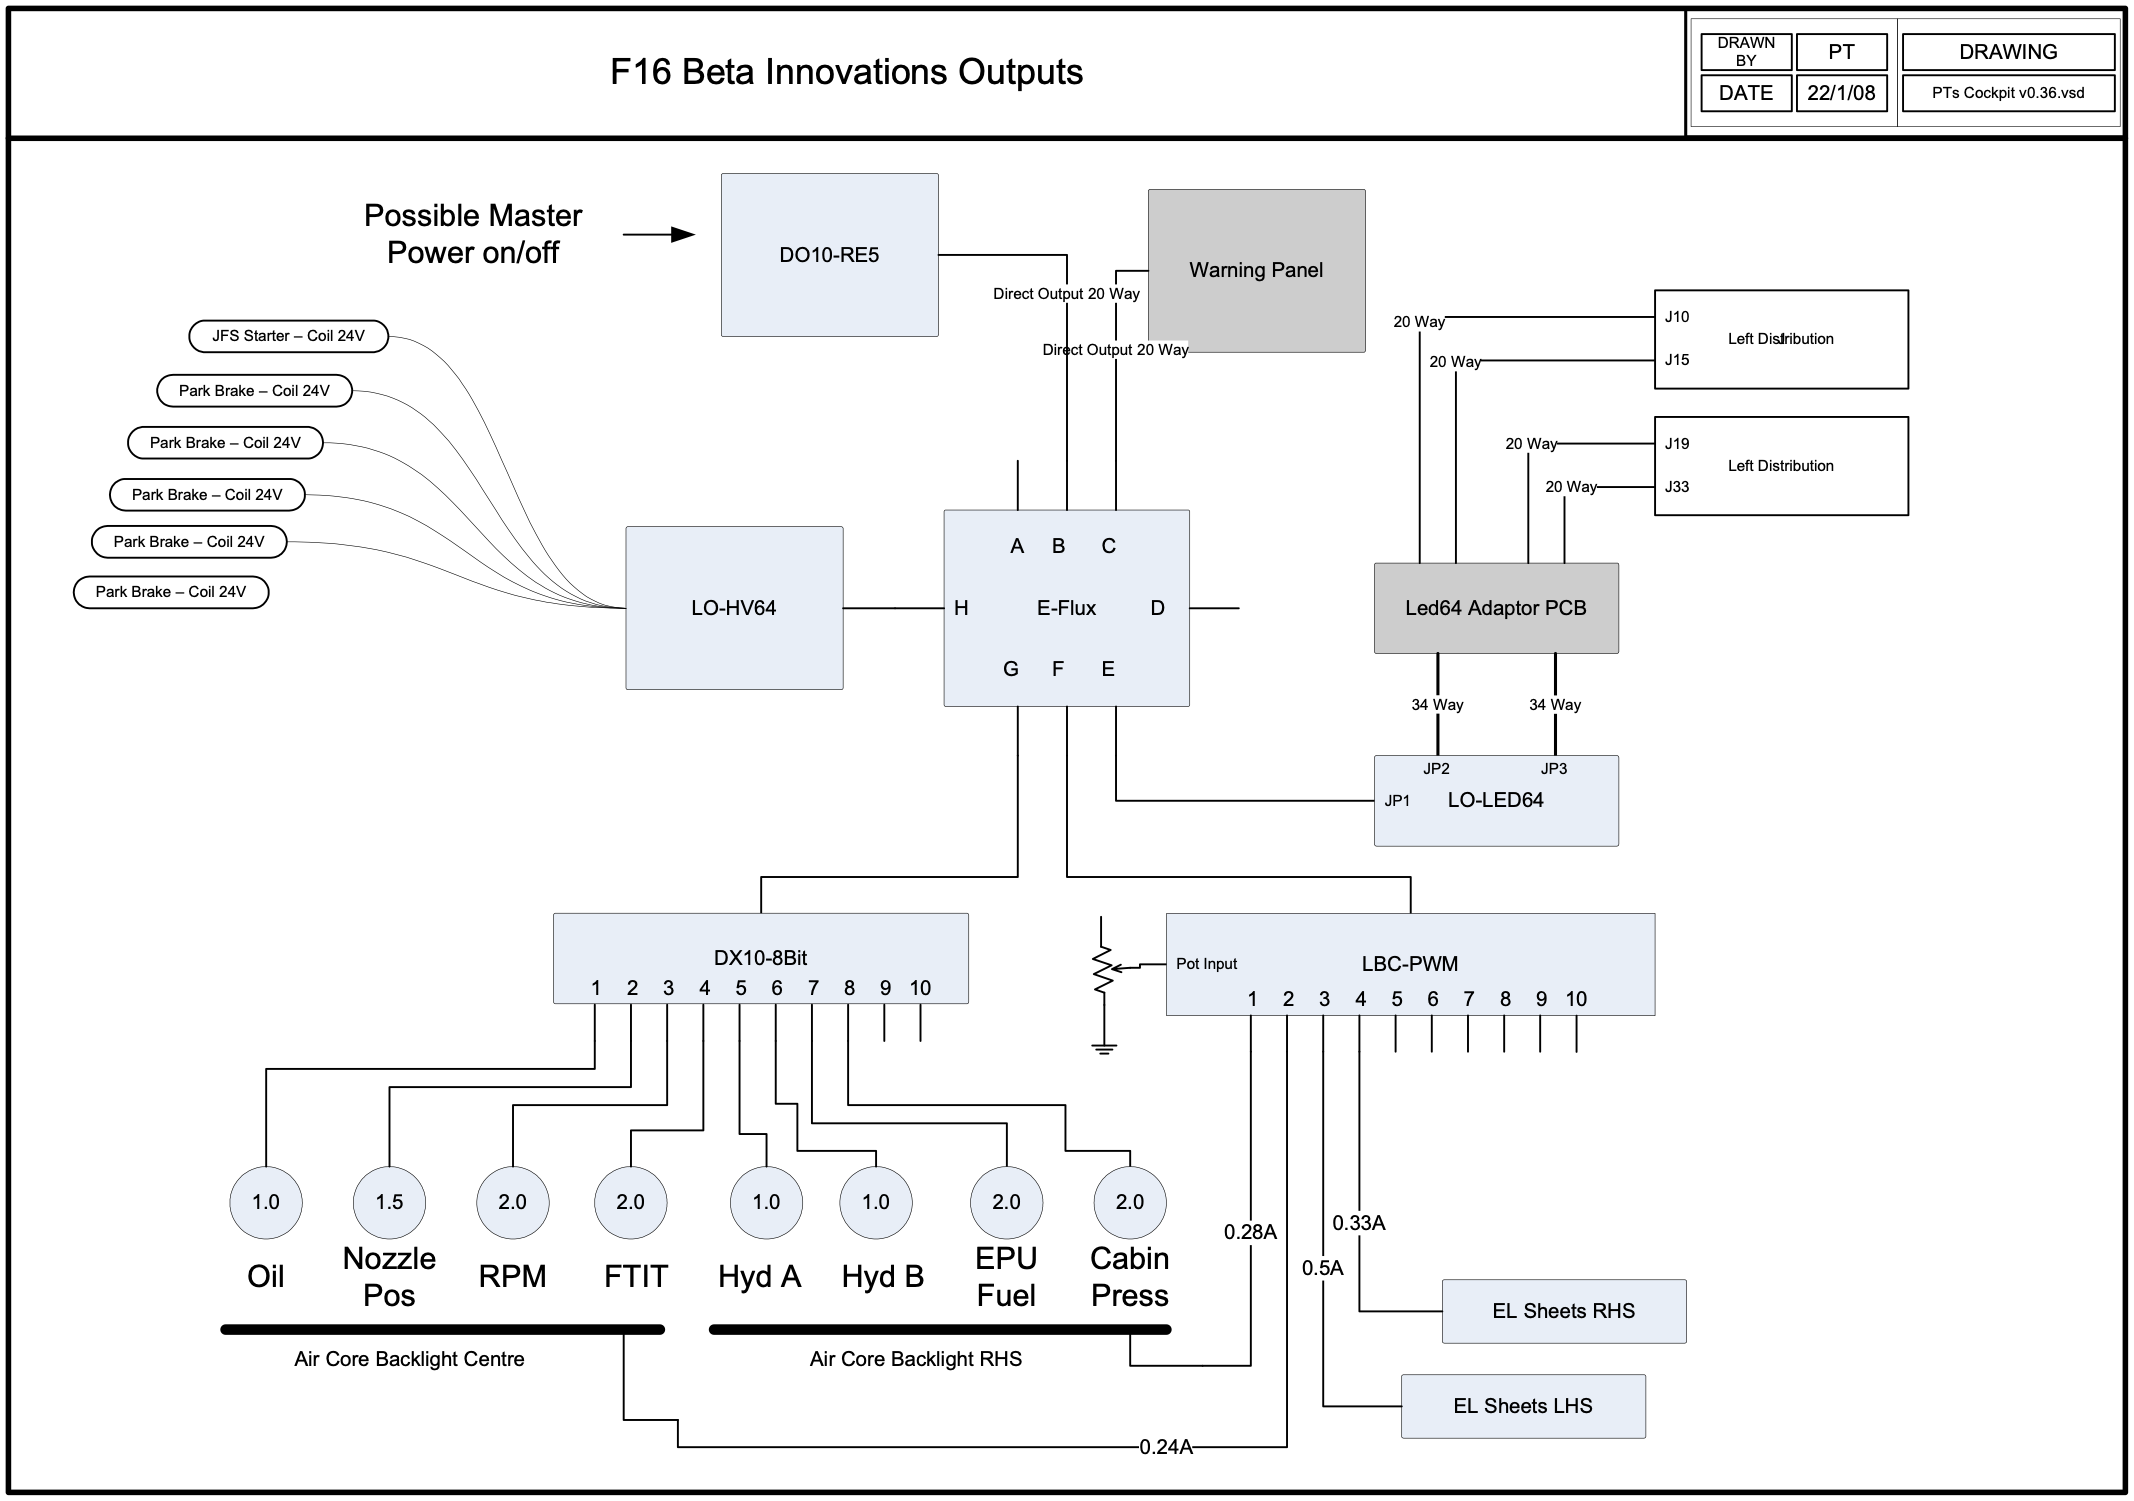 F16 Beta Innovations Outputs
DRAWN
BY
PT
DRAWING
DATE
22/1/08
PTs Cockpit v0.36.vsd
Possible Master
Power on/off
DO10-RE5
Warning Panel
Direct Output 20 Way
Direct Output 20 Way
JFS Starter – Coil 24V
Park Brake – Coil 24V
Park Brake – Coil 24V
Park Brake – Coil 24V
Park Brake – Coil 24V
Park Brake – Coil 24V
20 Way
20 Way
J10
Left Distribution
J15
20 Way
20 Way
J19
Left Distribution
J33
LO-HV64
A B C
H E-Flux D
G F E
Led64 Adaptor PCB
34 Way
34 Way
JP2
JP3
JP1
LO-LED64
DX10-8Bit
1 2 3 4 5 6 7 8 9 10
Pot Input
LBC-PWM
1 2 3 4 5 6 7 8 9 10
1.0
1.5
2.0
2.0
1.0
1.0
2.0
2.0
Oil
Nozzle
Pos
RPM
FTIT
Hyd A
Hyd B
EPU
Fuel
Cabin
Press
0.28A
0.33A
0.5A
EL Sheets RHS
Air Core Backlight Centre
Air Core Backlight RHS
EL Sheets LHS
0.24A